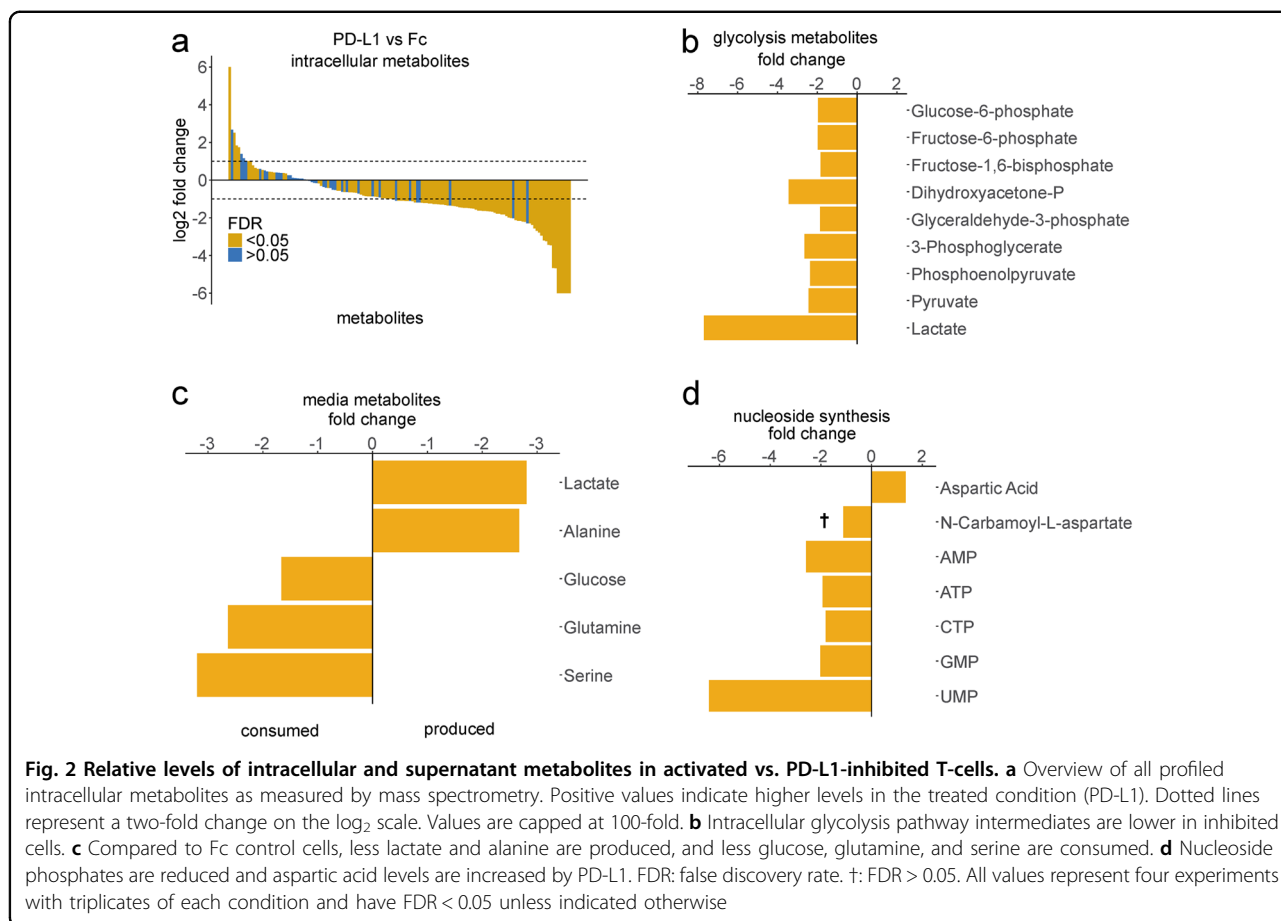 a
PD-L1 vs Fc
intracellular metabolites
6
4
2
0
-2
-4
-6
log2 fold change
FDR
<0.05
>0.05
metabolites
b
glycolysis metabolites
fold change
-8 -6 -4 -2 0 2
Glucose-6-phosphate
Fructose-6-phosphate
Fructose-1,6-bisphosphate
Dihydroxyacetone-P
Glyceraldehyde-3-phosphate
3-Phosphoglycerate
Phosphoenolpyruvate
Pyruvate
Lactate
c
media metabolites
fold change
-3 -2 -1 0 -1 -2 -3
Lactate
Alanine
Glucose
Glutamine
Serine
consumed produced
d
nucleoside synthesis
fold change
-6 -4 -2 0 2
Aspartic Acid
† N-Carbamoyl-L-aspartate
AMP
ATP
CTP
GMP
UMP
Fig. 2 Relative levels of intracellular and supernatant metabolites in activated vs. PD-L1-inhibited T-cells. a Overview of all profiled
intracellular metabolites as measured by mass spectrometry. Positive values indicate higher levels in the treated condition (PD-L1). Dotted lines
represent a two-fold change on the log₂ scale. Values are capped at 100-fold. b Intracellular glycolysis pathway intermediates are lower in inhibited
cells. c Compared to Fc control cells, less lactate and alanine are produced, and less glucose, glutamine, and serine are consumed. d Nucleoside
phosphates are reduced and aspartic acid levels are increased by PD-L1. FDR: false discovery rate. †: FDR > 0.05. All values represent four experiments
with triplicates of each condition and have FDR < 0.05 unless indicated otherwise